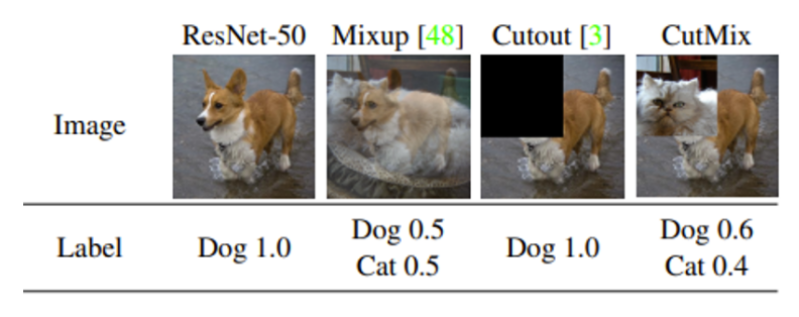 ResNet-50 Mixup [48] Cutout [3] CutMix
Image
Label Dog 1.0 Dog 0.5 Cat 0.5 Dog 1.0 Dog 0.6 Cat 0.4